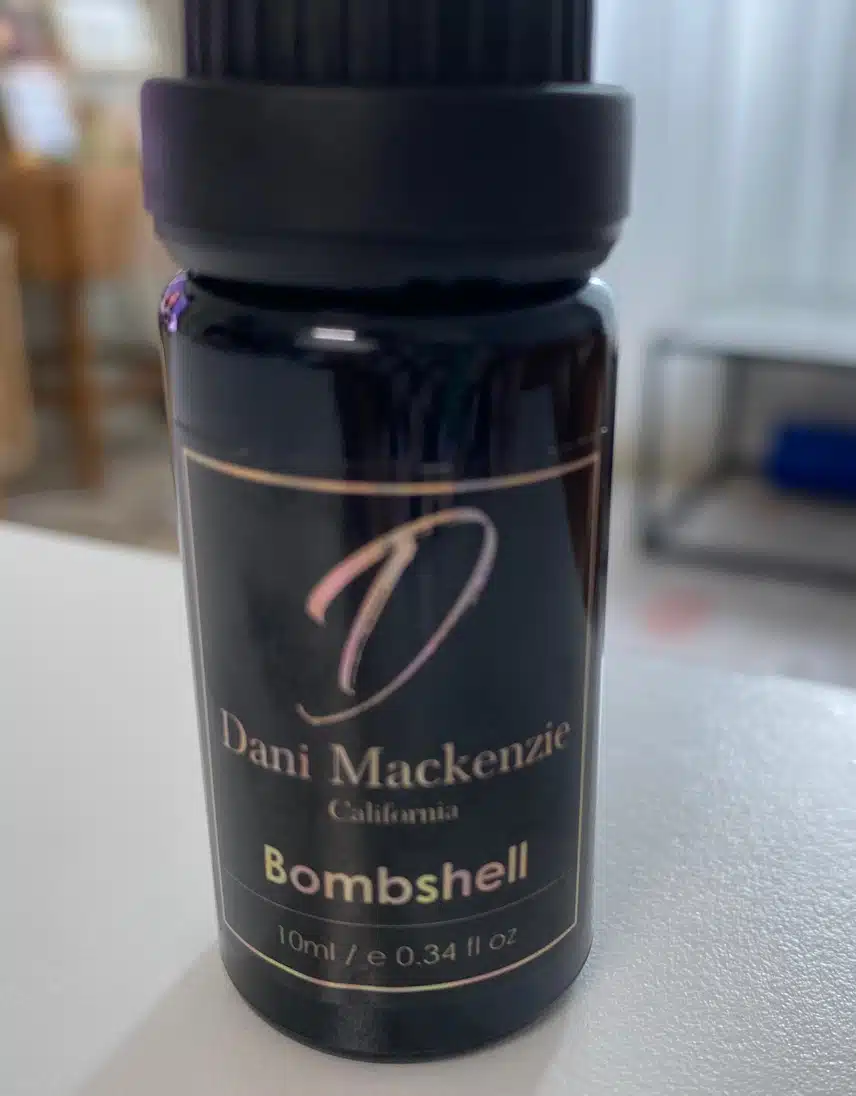 D
Dani Mackenzie
California
Bombshell
10ml / e 0.34 fl oz